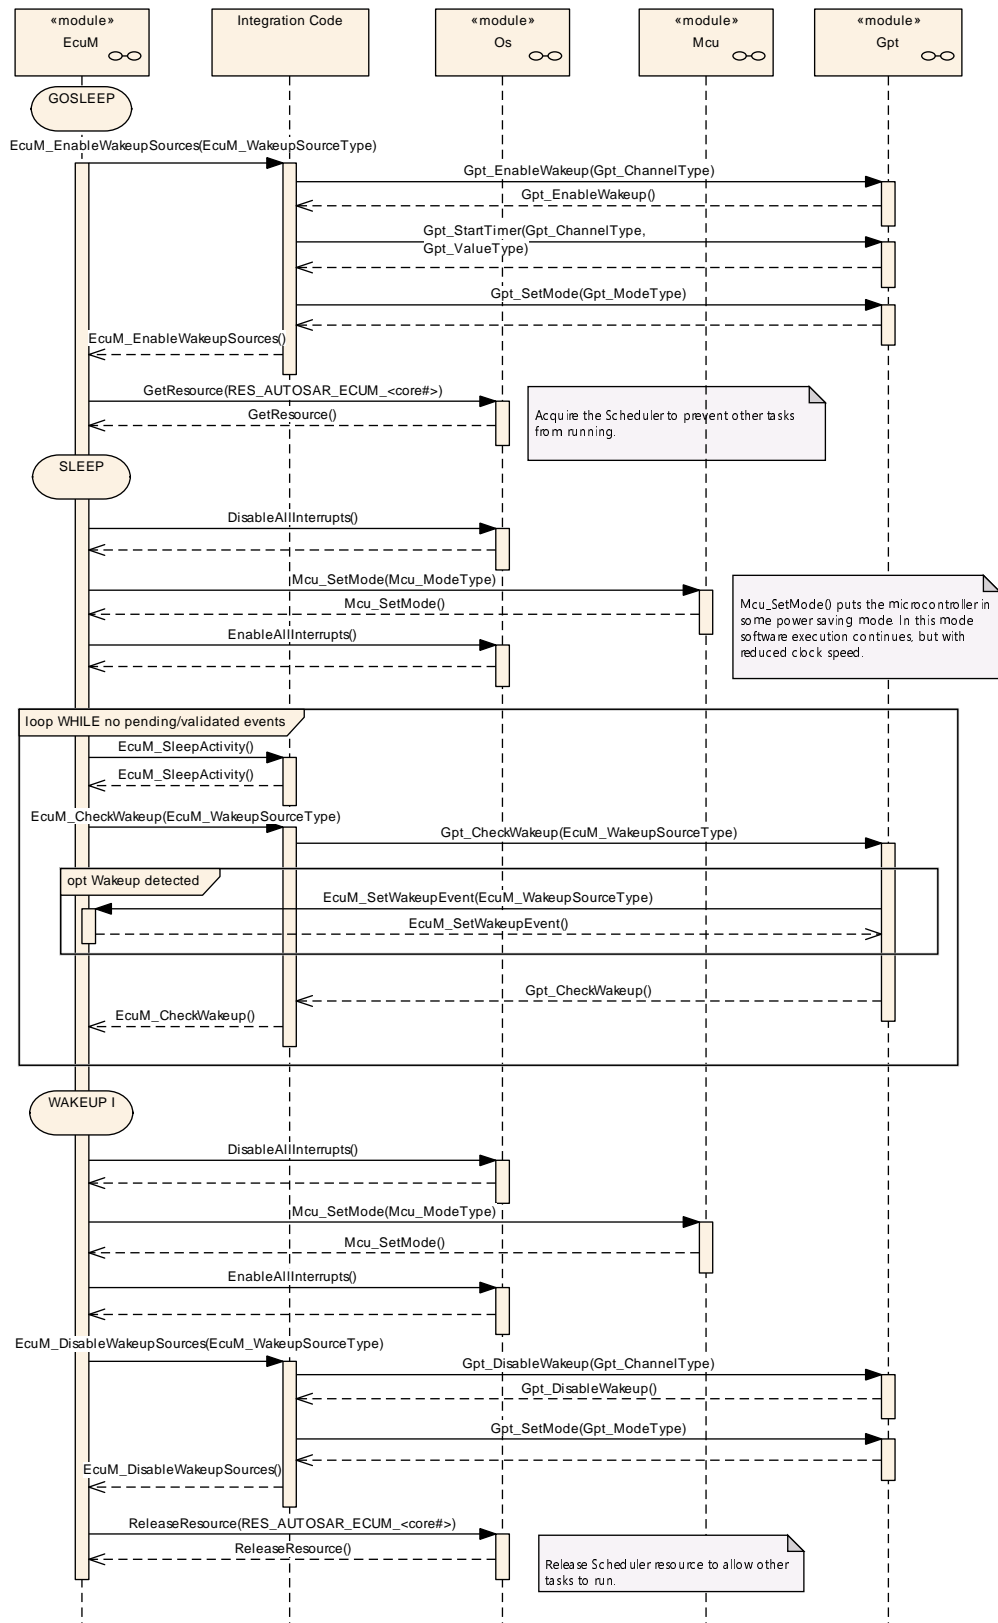 «module»
EcuM
Integration Code
«module»
Os
«module»
Mcu
«module»
Gpt
GOSLEEP
EcuM_EnableWakeupSources(EcuM_WakeupSourceType)
Gpt_EnableWakeup(Gpt_ChannelType)
Gpt_EnableWakeup()
Gpt_StartTimer(Gpt_ChannelType,
Gpt_ValueType)
Gpt_SetMode(Gpt_ModeType)
EcuM_EnableWakeupSources()
GetResource(RES_AUTOSAR_ECUM_<core#>)
GetResource()
Acquire the Scheduler to prevent other tasks
from running.
SLEEP
DisableAllInterrupts()
Mcu_SetMode(Mcu_ModeType)
Mcu_SetMode()
EnableAllInterrupts()
Mcu_SetMode() puts the microcontroller in
some power saving mode. In this mode
software execution continues, but with
reduced clock speed.
loop WHILE no pending/validated events
EcuM_SleepActivity()
EcuM_SleepActivity()
EcuM_CheckWakeup(EcuM_WakeupSourceType)
Gpt_CheckWakeup(EcuM_WakeupSourceType)
opt Wakeup detected
EcuM_SetWakeupEvent(EcuM_WakeupSourceType)
EcuM_SetWakeupEvent()
Gpt_CheckWakeup()
EcuM_CheckWakeup()
WAKEUP I
DisableAllInterrupts()
Mcu_SetMode(Mcu_ModeType)
Mcu_SetMode()
EnableAllInterrupts()
EcuM_DisableWakeupSources(EcuM_WakeupSourceType)
Gpt_DisableWakeup(Gpt_ChannelType)
Gpt_DisableWakeup()
Gpt_SetMode(Gpt_ModeType)
EcuM_DisableWakeupSources()
ReleaseResource(RES_AUTOSAR_ECUM_<core#>)
ReleaseResource()
Release Scheduler resource to allow other
tasks to run.